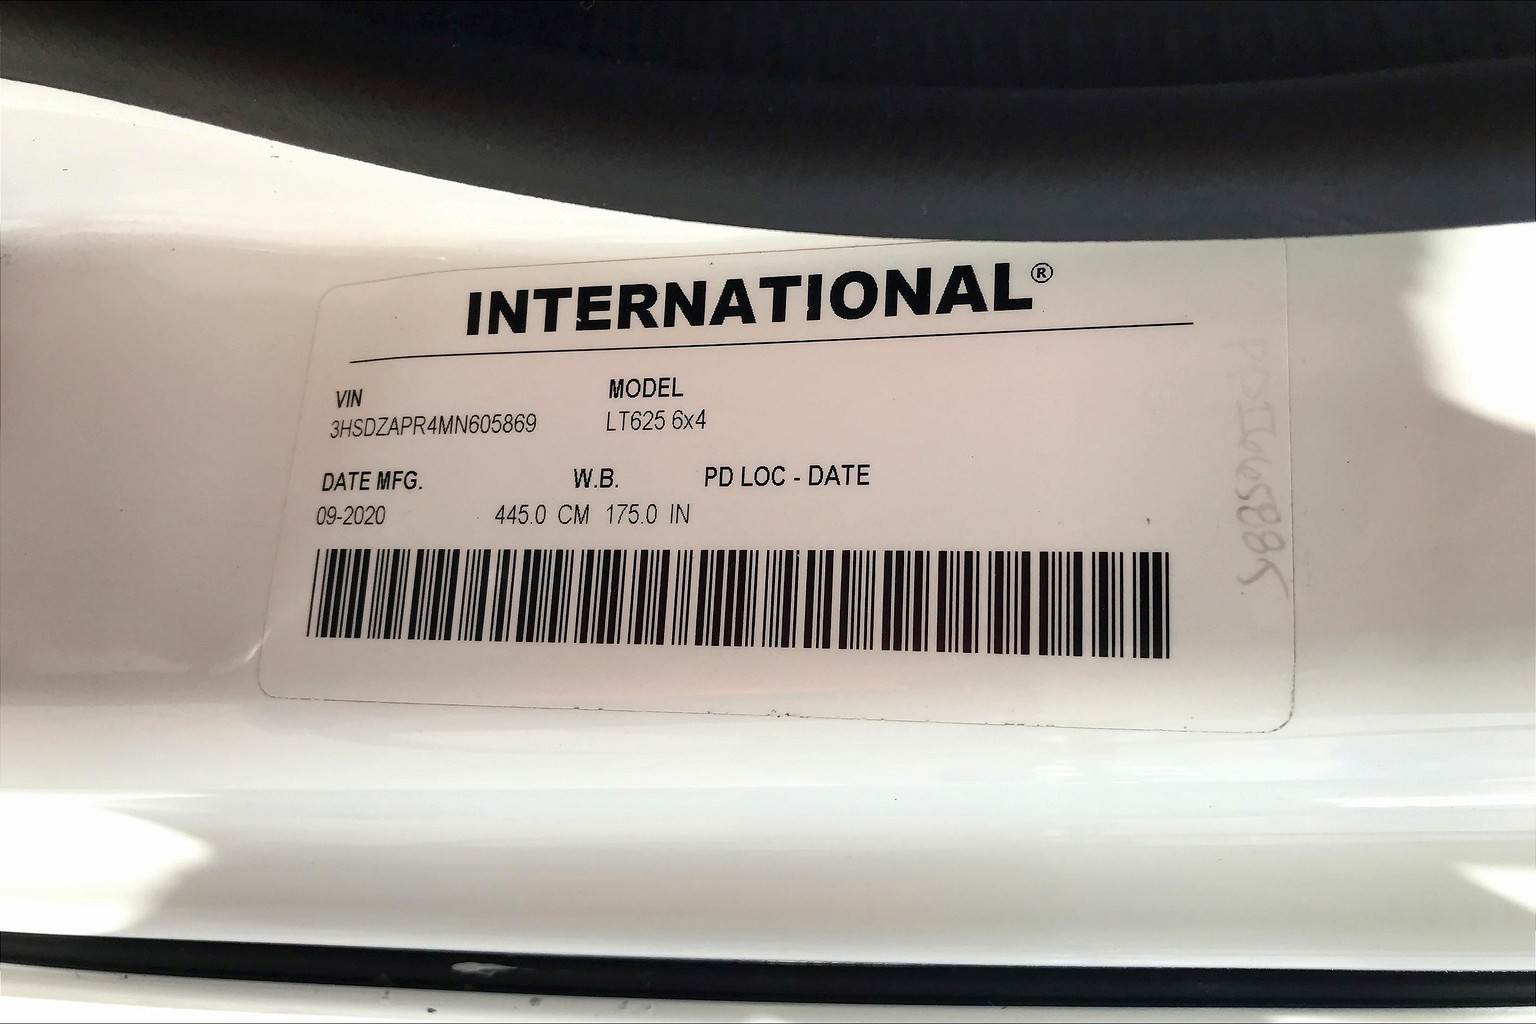 INTERNATIONAL®
VIN MODEL
3HSDZAPR4MN605869 LT625 6x4
DATE MFG. W.B. PD LOC - DATE
09-2020 445.0 CM 175.0 IN